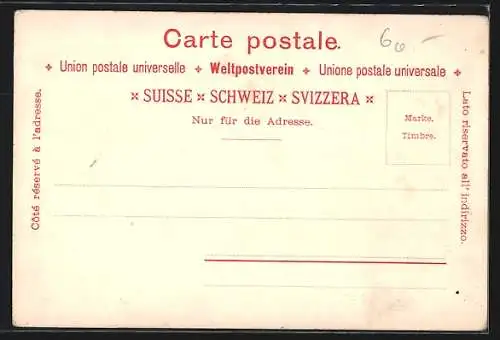 Carte postale.
Union postale universelle + Weltpostverein + Unione postale universale
SUISSE × SCHWEIZ × SVIZZERA
Nur für die Adresse.
Marke.
Timbre.
Côté réservé à l'adresse.
Lato riservato all' indirizzo.